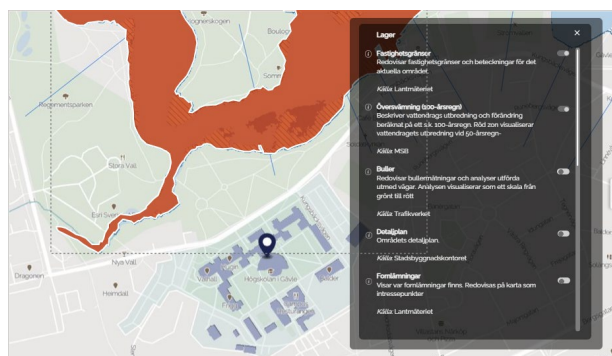 Boulog
Regementsparken
Stora Vall
Nya Vall
Dragonen
Heimdall
Valhall
Högskolan i Gävle
Lager
×
Fastighetsgränser
Redovisar fastighetsgränser och beteckningar för det
aktuella området.
Källa: Lantmäteriet
Översvämning (100-årsregn)
Beskriver vattendrags utbredning och förändring
beräknat på ett s.k. 100-årsregn. Röd zon visualiserar
vattendragets utbredning vid 50-årsregn-
Källa: MSB
Buller
Redovisar bullermätningar och analyser utförda
utmed vägar. Analysen visualiserar som ett skala från
grönt till rött
Källa: Trafikverket
Detaljplan
Områdets detaljplan.
Källa: Stadsbyggnadskontoret
Fornlämningar
Visar var fornlämningar finns. Redovisas på karta som
intressepunkter
Källa: Lantmäteriet